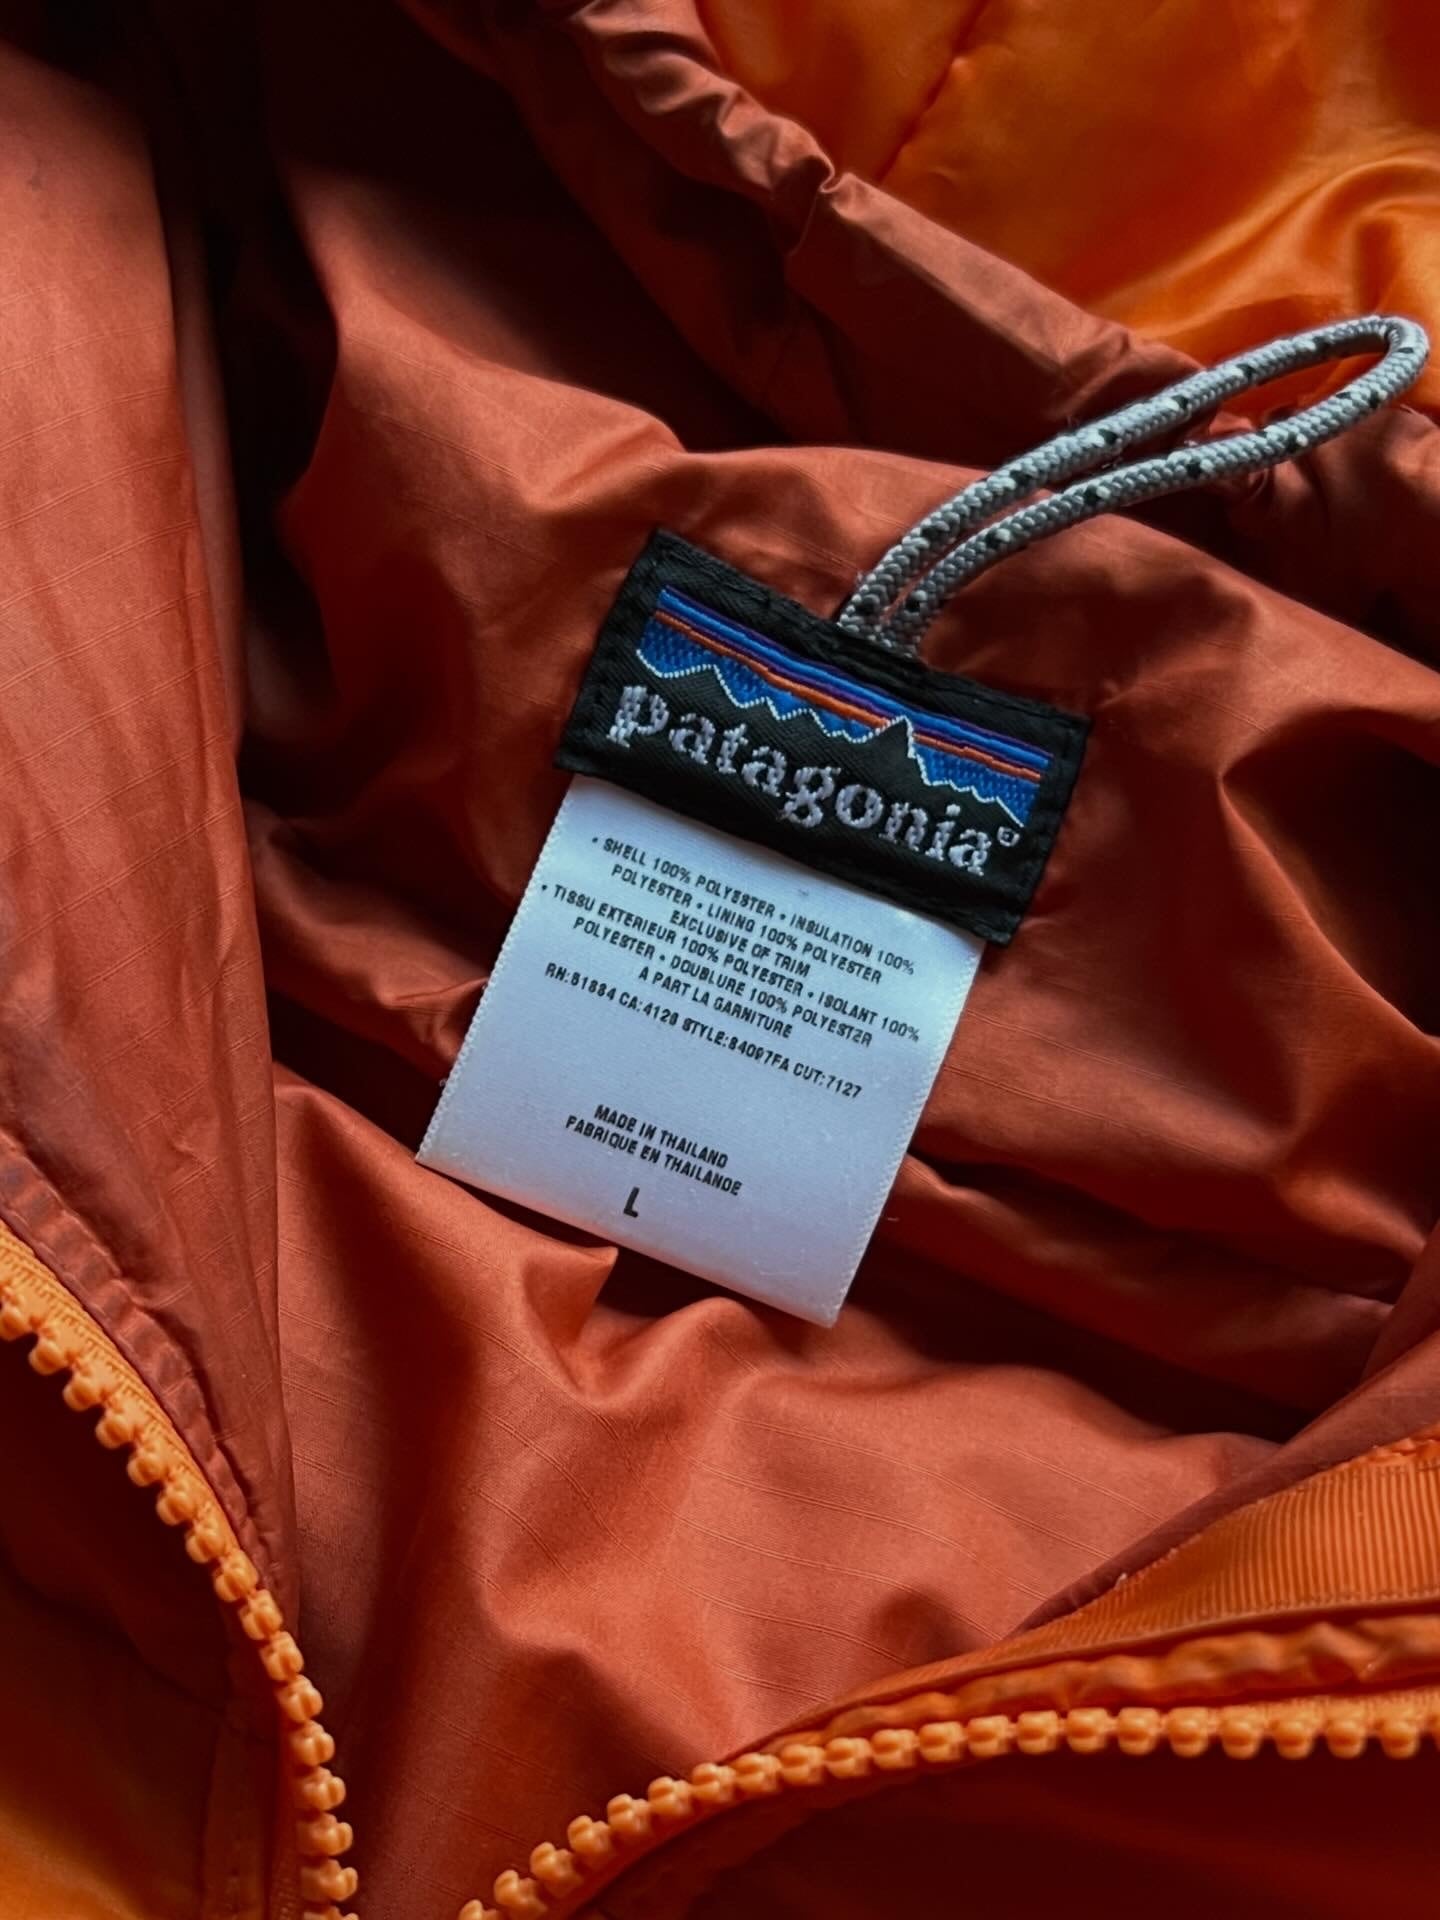 patagonia®
• SHELL 100% POLYESTER • INSULATION 100%
POLYESTER • LINING 100% POLYESTER
EXCLUSIVE OF TRIM
• TISSU EXTERIEUR 100% POLYESTER • ISOLANT 100%
POLYESTER • DOUBLURE 100% POLYESTER
A PART LA GARNITURE
RN:51884 CA:4128 STYLE:84097FA CUT:7127
MADE IN THAILAND
FABRIQUE EN THAILANDE
L